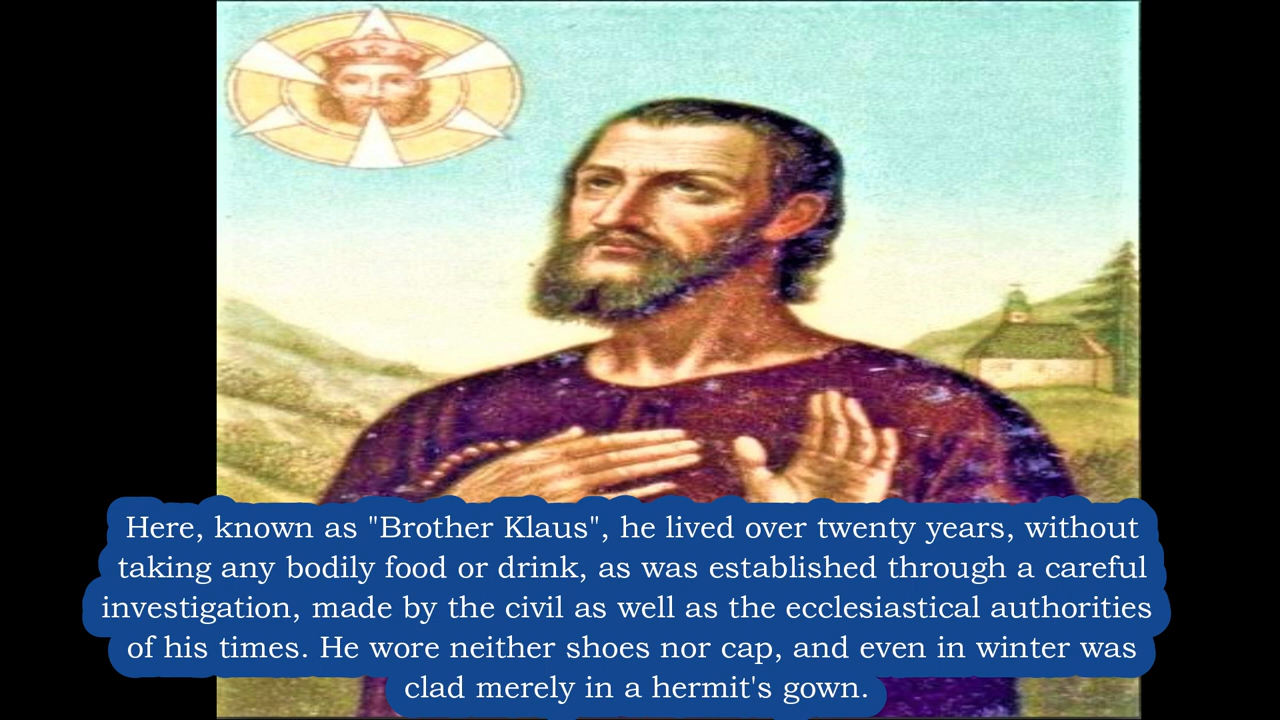 Here, known as "Brother Klaus", he lived over twenty years, without
taking any bodily food or drink, as was established through a careful
investigation, made by the civil as well as the ecclesiastical authorities
of his times. He wore neither shoes nor cap, and even in winter was
clad merely in a hermit's gown.